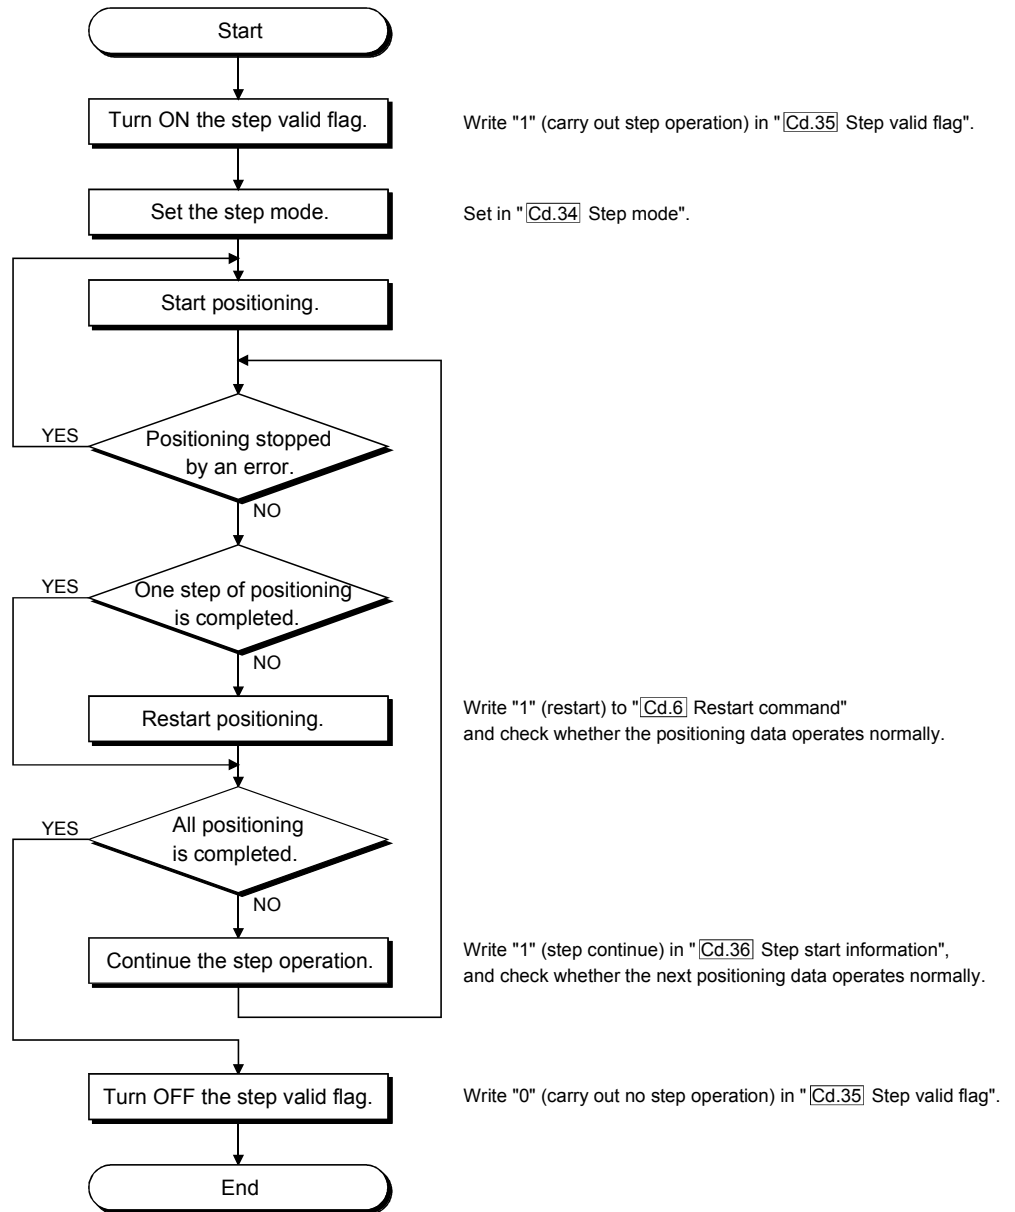 Start
Turn ON the step valid flag.
Write "1" (carry out step operation) in " Cd.35 Step valid flag".
Set the step mode.
Set in " Cd.34 Step mode".
Start positioning.
YES
Positioning stopped
by an error.
NO
YES
One step of positioning
is completed.
NO
Restart positioning.
Write "1" (restart) to " Cd.6 Restart command"
and check whether the positioning data operates normally.
YES
All positioning
is completed.
NO
Continue the step operation.
Write "1" (step continue) in " Cd.36 Step start information",
and check whether the next positioning data operates normally.
Turn OFF the step valid flag.
Write "0" (carry out no step operation) in " Cd.35 Step valid flag".
End